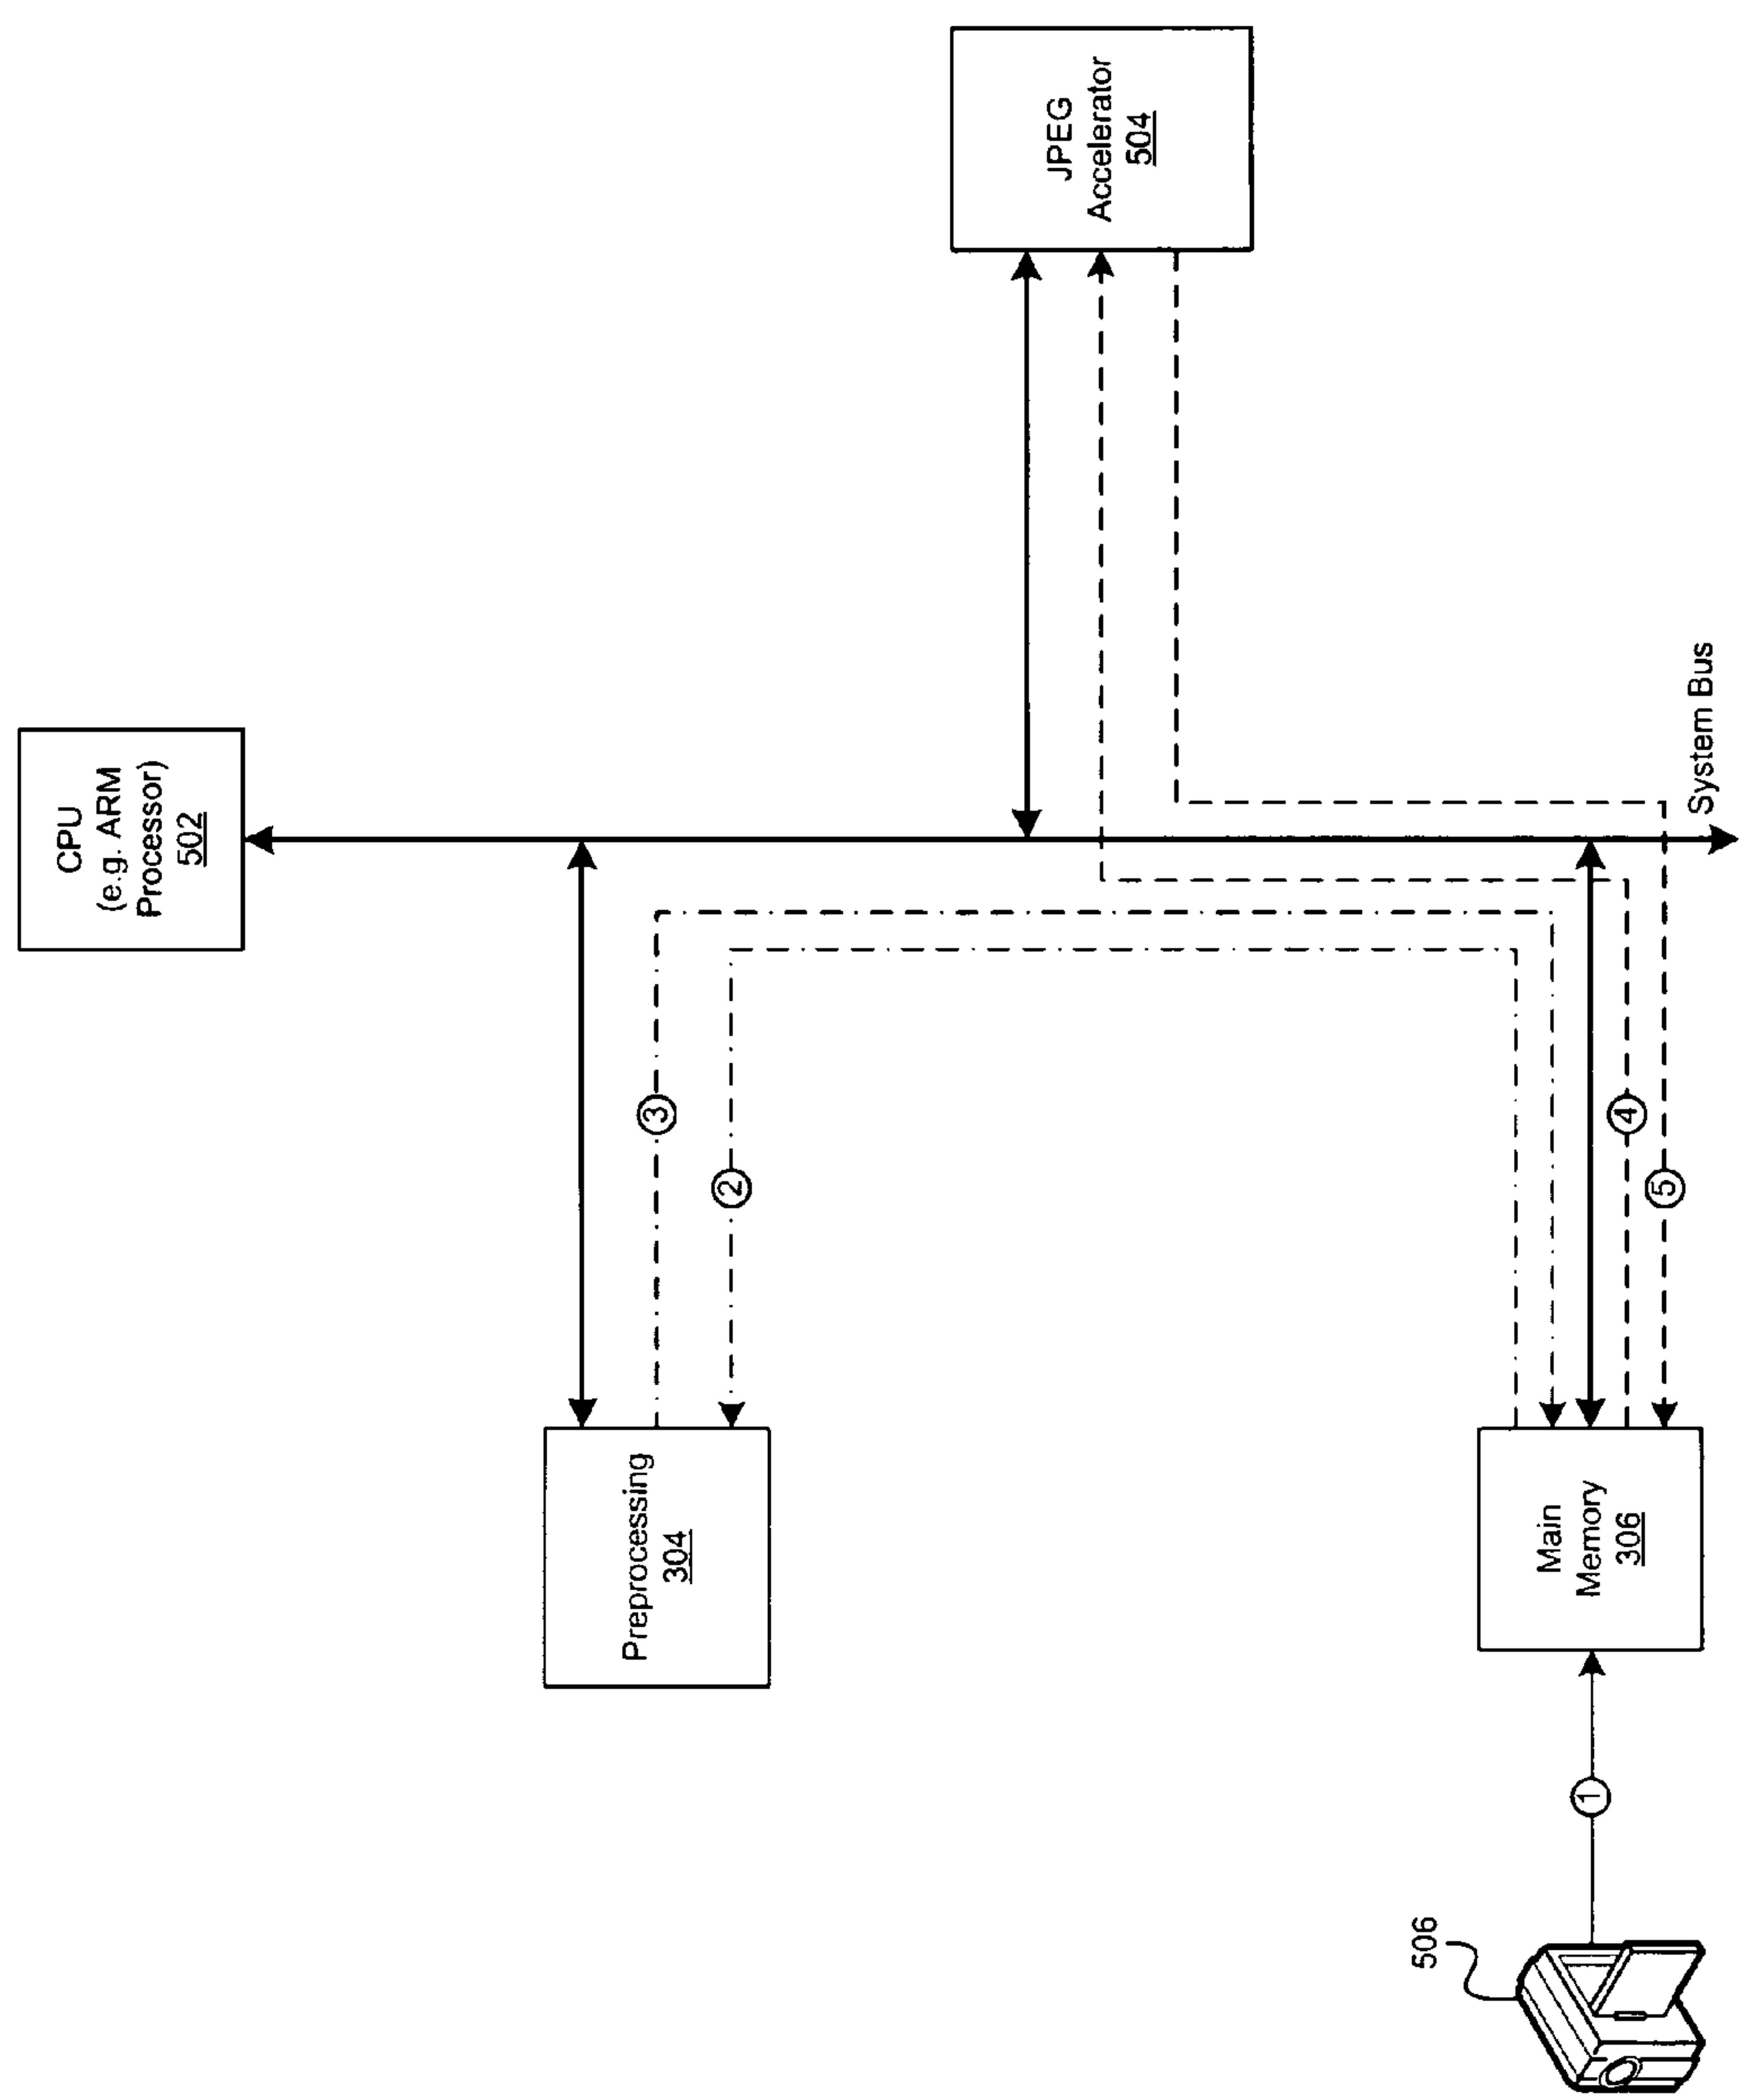 CPU
(e.g. ARM
Processor)
502
JPEG
Accelerator
504
Preprocessing
304
3
2
System Bus
Main
Memory
306
4
5
1
506